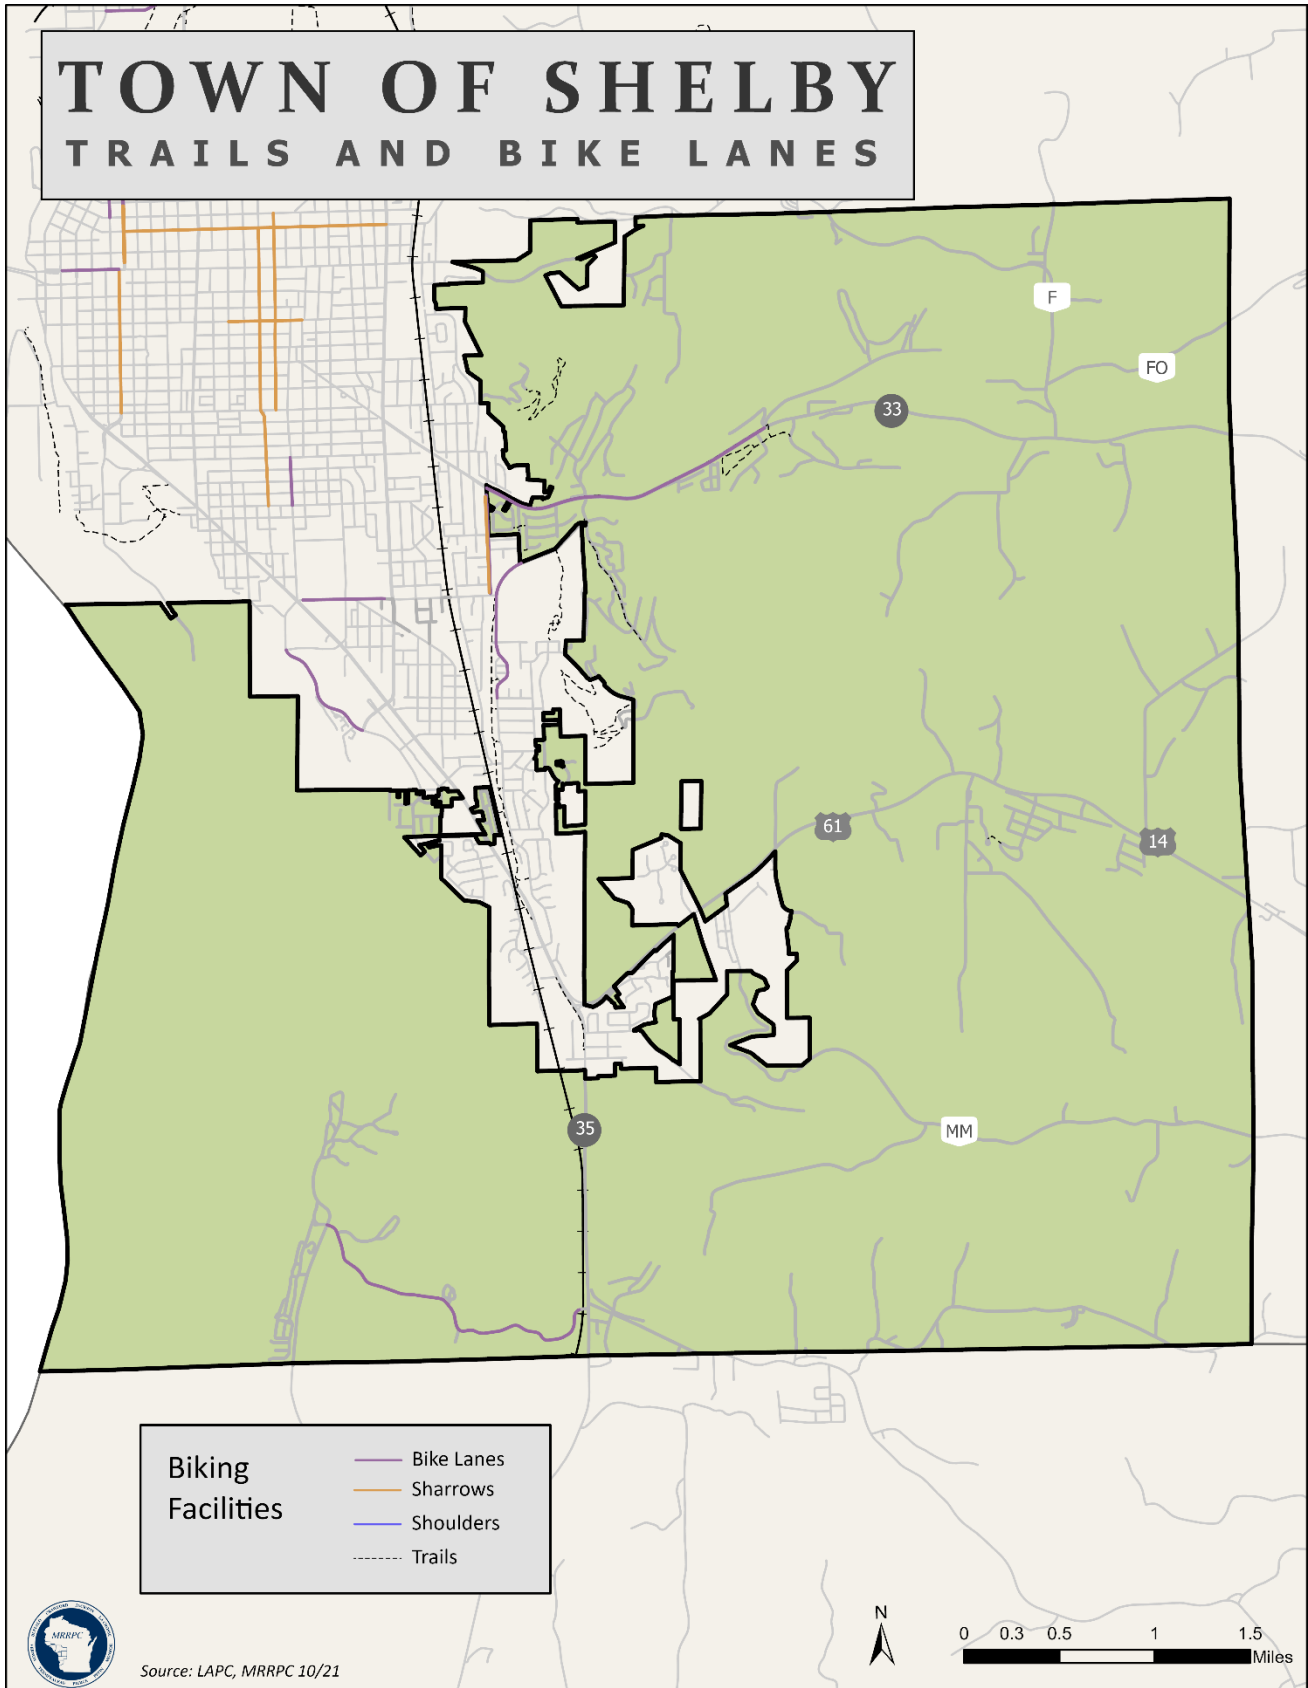 TOWN OF SHELBY
TRAILS AND BIKE LANES
F
FO
33
61
14
35
MM
Biking
Facilities
Bike Lanes
Sharrows
Shoulders
Trails
MRRPC
Source: LAPC, MRRPC 10/21
N
0 0.3 0.5 1 1.5
Miles